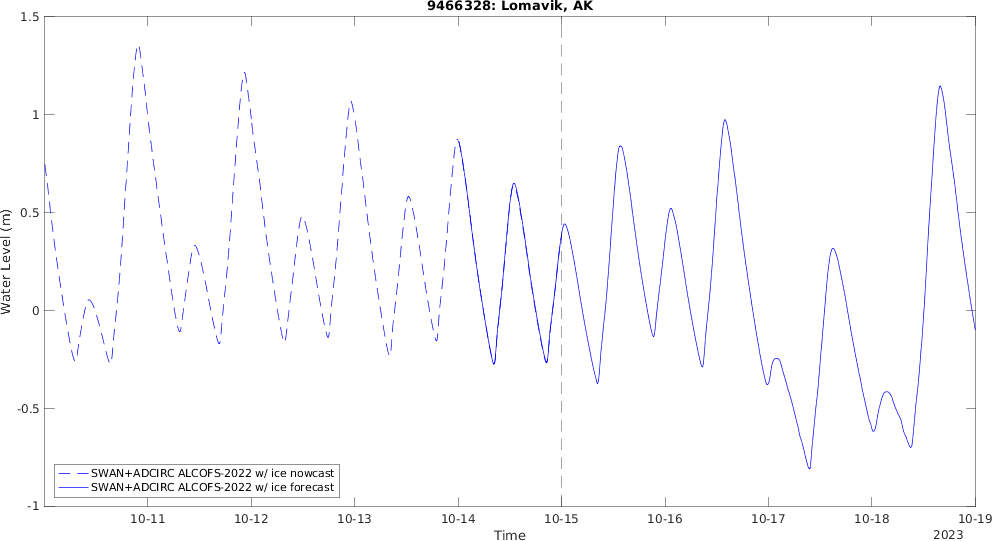 9466328: Lomavik, AK
1.5
1
0.5
0
-0.5
-1
Water Level (m)
SWAN+ADCIRC ALCOFS-2022 w/ ice nowcast
SWAN+ADCIRC ALCOFS-2022 w/ ice forecast
10-11 10-12 10-13 10-14 10-15 10-16 10-17 10-18 10-19
Time
2023